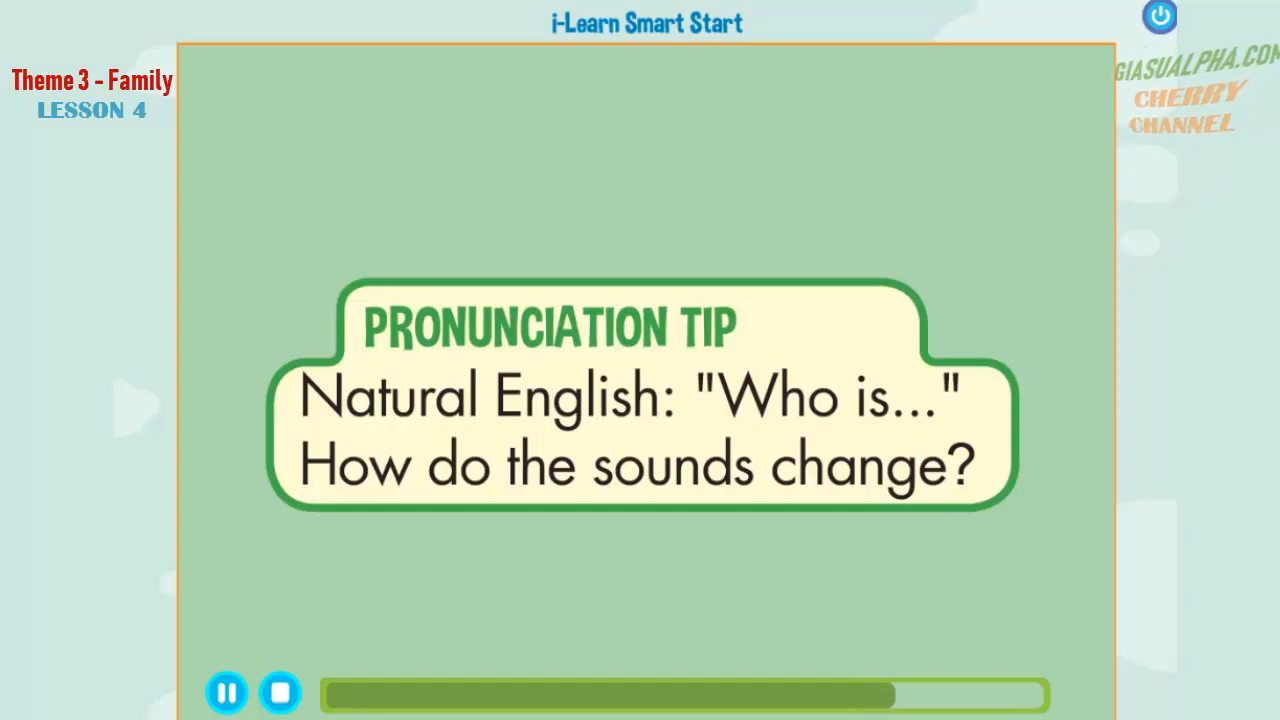 i-Learn Smart Start
Theme 3 - Family
LESSON 4
GIASUALPHA.COM
CHERRY
CHANNEL
PRONUNCIATION TIP
Natural English: "Who is..."
How do the sounds change?